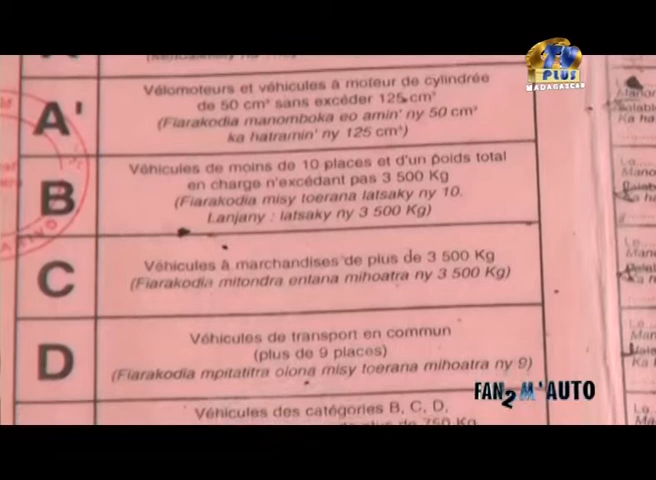 TV
PLUS
MADAGASCAR
A'
Vélomoteurs et véhicules à moteur de cylindrée
de 50 cm³ sans excéder 125 cm³
(Fiarakodia manomboka eo amin' ny 50 cm³
ka hatramin' ny 125 cm³)
B
Véhicules de moins de 10 places et d'un poids total
en charge n'excédant pas 3 500 Kg
(Fiarakodia misy toerana latsaky ny 10.
Lanjany : latsaky ny 3 500 Kg)
C
Véhicules à marchandises de plus de 3 500 Kg
(Fiarakodia mitondra entana mihoatra ny 3 500 Kg)
D
Véhicules de transport en commun
(plus de 9 places)
(Fiarakodia mpitatitra olona misy toerana mihoatra ny 9)
Véhicules des catégories B, C, D,
FAN2M'AUTO